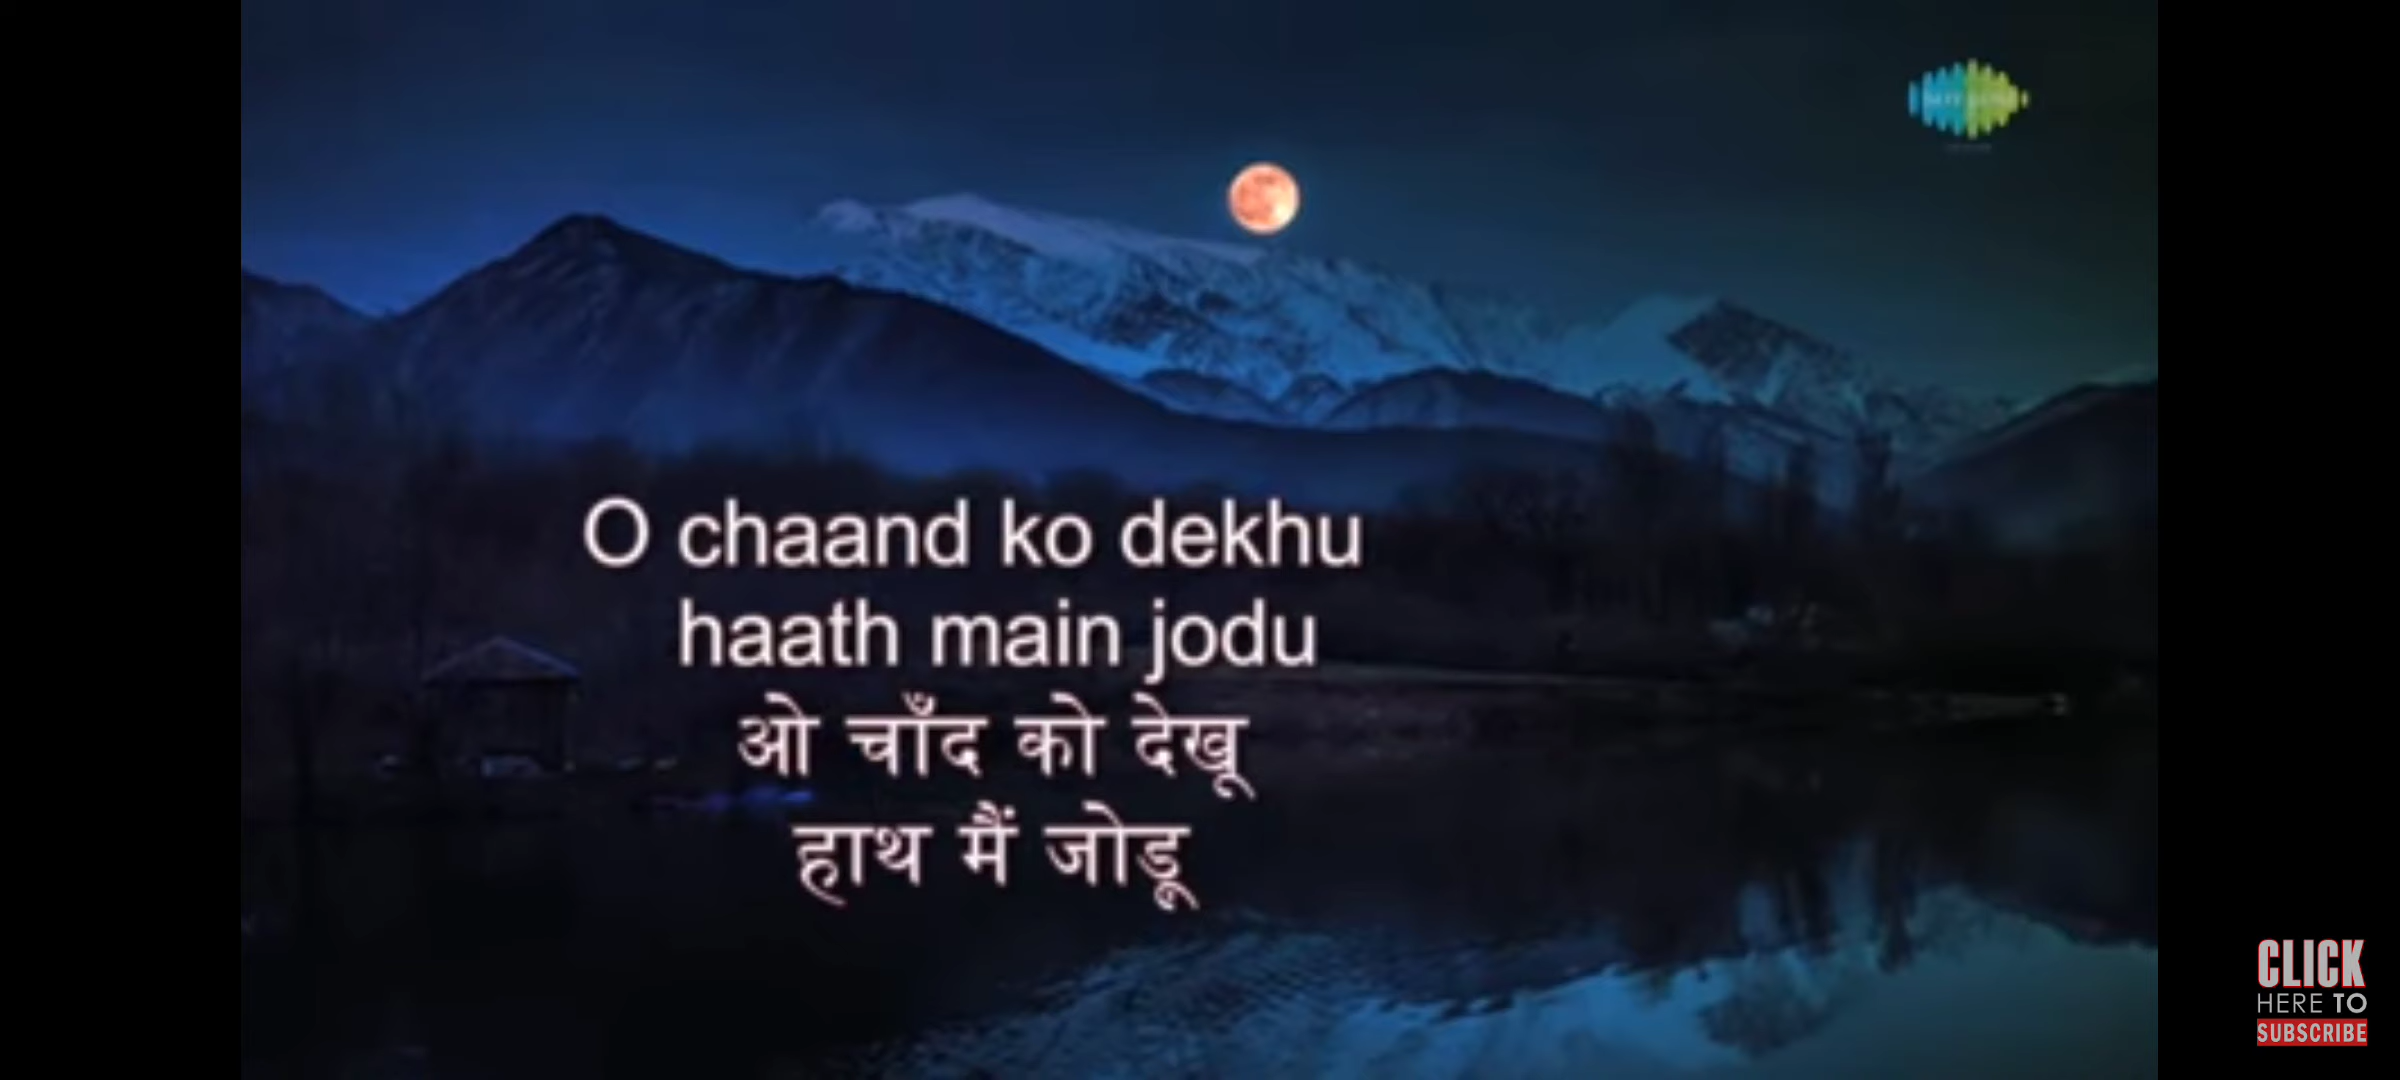 O chaand ko dekhu
haath main jodu
ओ चाँद को देखू
हाथ मैं जोडू
CLICK
HERE TO
SUBSCRIBE